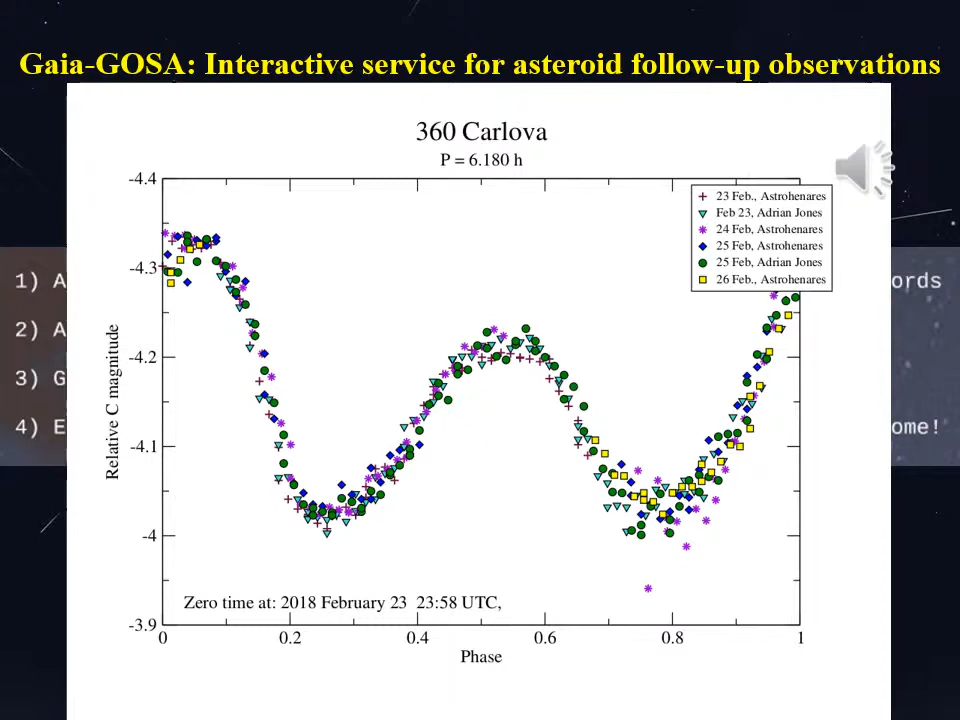 Gaia-GOSA: Interactive service for asteroid follow-up observations
360 Carlova
P = 6.180 h
-4.4
23 Feb., Astrohenares
Feb 23, Adrian Jones
24 Feb, Astrohenares
25 Feb, Astrohenares
25 Feb, Adrian Jones
26 Feb., Astrohenares
-4.3
-4.2
-4.1
-4
-3.9
Relative C magnitude
Zero time at: 2018 February 23 23:58 UTC,
0 0.2 0.4 0.6 0.8 1
Phase
1) A
2) A
3) G
4) E